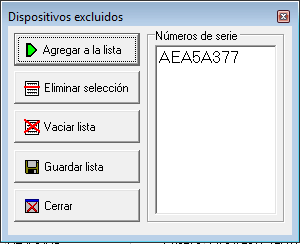 Dispositivos excluidos
Agregar a la lista
Eliminar selección
Vaciar lista
Guardar lista
Cerrar
Números de serie
AEA5A377